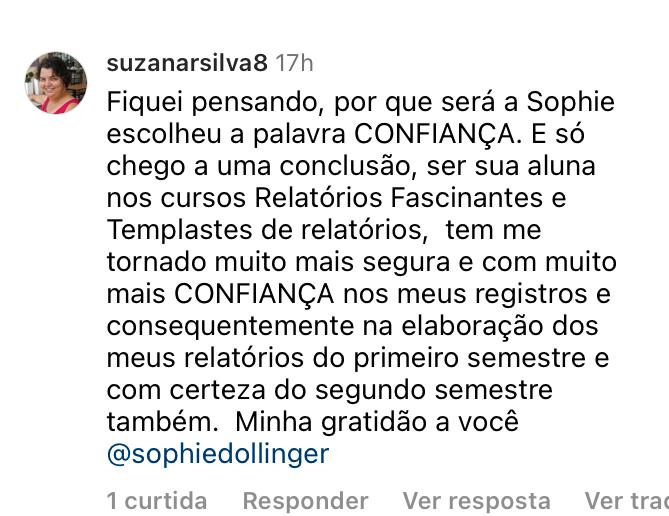 suzanarsilva8 17h
Fiquei pensando, por que será a Sophie
escolheu a palavra CONFIANÇA. E só
chego a uma conclusão, ser sua aluna
nos cursos Relatórios Fascinantes e
Templastes de relatórios,  tem me
tornado muito mais segura e com muito
mais CONFIANÇA nos meus registros e
consequentemente na elaboração dos
meus relatórios do primeiro semestre e
com certeza do segundo semestre
também.  Minha gratidão a você
@sophiedollinger
1 curtida Responder Ver resposta Ver